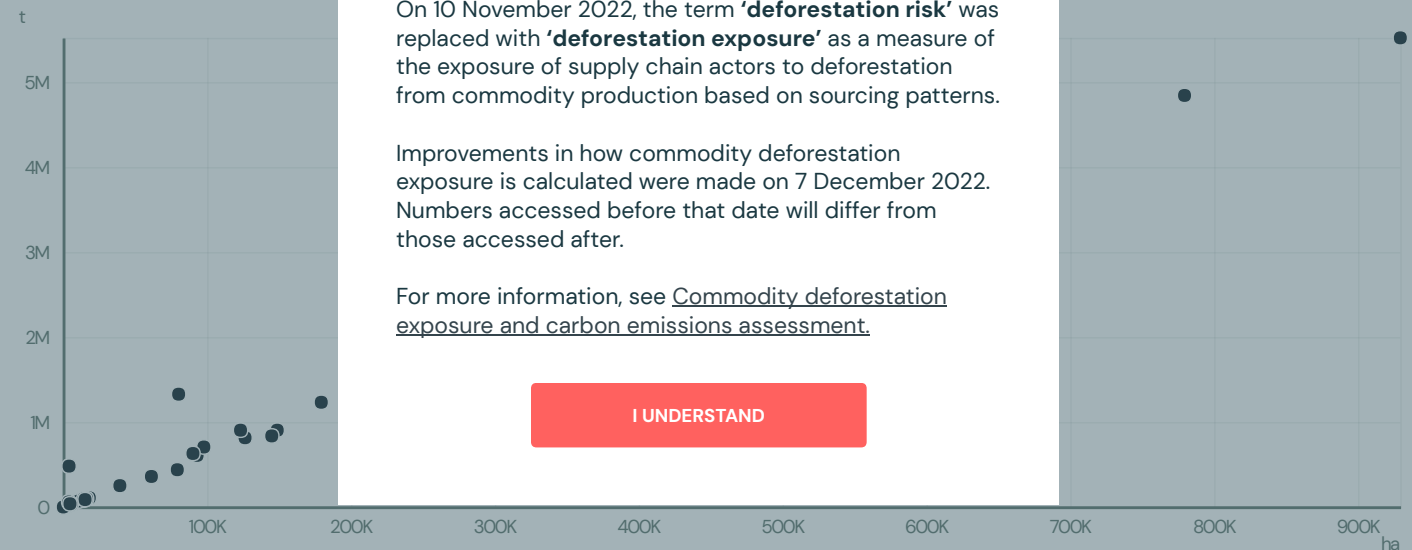 t
On 10 November 2022, the term ‘deforestation risk’ was
replaced with ‘deforestation exposure’ as a measure of
the exposure of supply chain actors to deforestation
from commodity production based on sourcing patterns.
Improvements in how commodity deforestation
exposure is calculated were made on 7 December 2022.
Numbers accessed before that date will differ from
those accessed after.
For more information, see Commodity deforestation
exposure and carbon emissions assessment.
I UNDERSTAND
5M
4M
3M
2M
1M
0
100K 200K 300K 400K 500K 600K 700K 800K 900K
ha